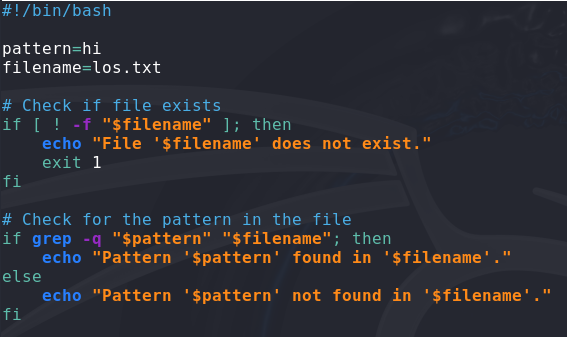 #!/bin/bash
pattern=hi
filename=los.txt
# Check if file exists
if [ ! -f "$filename" ]; then
    echo "File '$filename' does not exist."
    exit 1
fi
# Check for the pattern in the file
if grep -q "$pattern" "$filename"; then
    echo "Pattern '$pattern' found in '$filename'."
else
    echo "Pattern '$pattern' not found in '$filename'."
fi